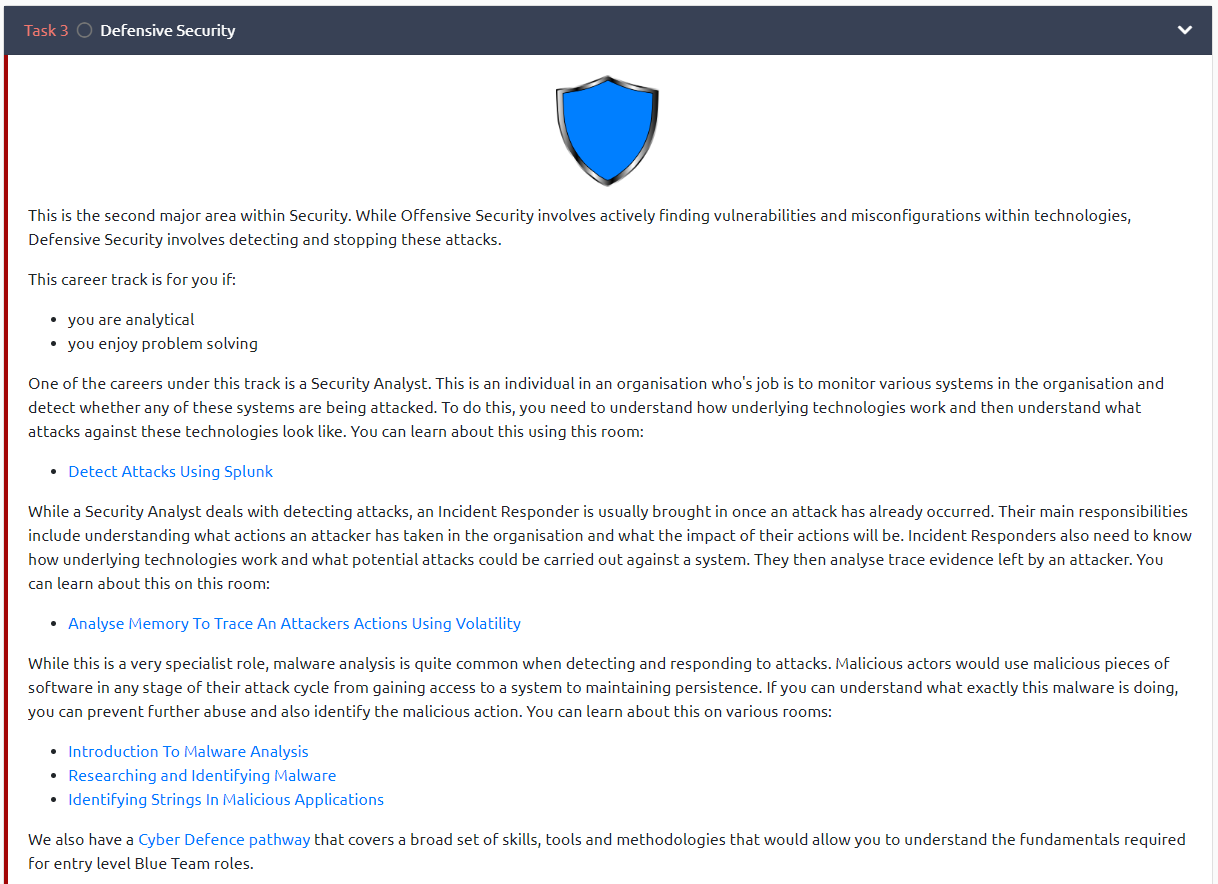 Task 3 Defensive Security
This is the second major area within Security. While Offensive Security involves actively finding vulnerabilities and misconfigurations within technologies,
Defensive Security involves detecting and stopping these attacks.
This career track is for you if:
• you are analytical
• you enjoy problem solving
One of the careers under this track is a Security Analyst. This is an individual in an organisation who's job is to monitor various systems in the organisation and
detect whether any of these systems are being attacked. To do this, you need to understand how underlying technologies work and then understand what
attacks against these technologies look like. You can learn about this using this room:
• Detect Attacks Using Splunk
While a Security Analyst deals with detecting attacks, an Incident Responder is usually brought in once an attack has already occurred. Their main responsibilities
include understanding what actions an attacker has taken in the organisation and what the impact of their actions will be. Incident Responders also need to know
how underlying technologies work and what potential attacks could be carried out against a system. They then analyse trace evidence left by an attacker. You
can learn about this on this room:
• Analyse Memory To Trace An Attackers Actions Using Volatility
While this is a very specialist role, malware analysis is quite common when detecting and responding to attacks. Malicious actors would use malicious pieces of
software in any stage of their attack cycle from gaining access to a system to maintaining persistence. If you can understand what exactly this malware is doing,
you can prevent further abuse and also identify the malicious action. You can learn about this on various rooms:
• Introduction To Malware Analysis
• Researching and Identifying Malware
• Identifying Strings In Malicious Applications
We also have a Cyber Defence pathway that covers a broad set of skills, tools and methodologies that would allow you to understand the fundamentals required
for entry level Blue Team roles.